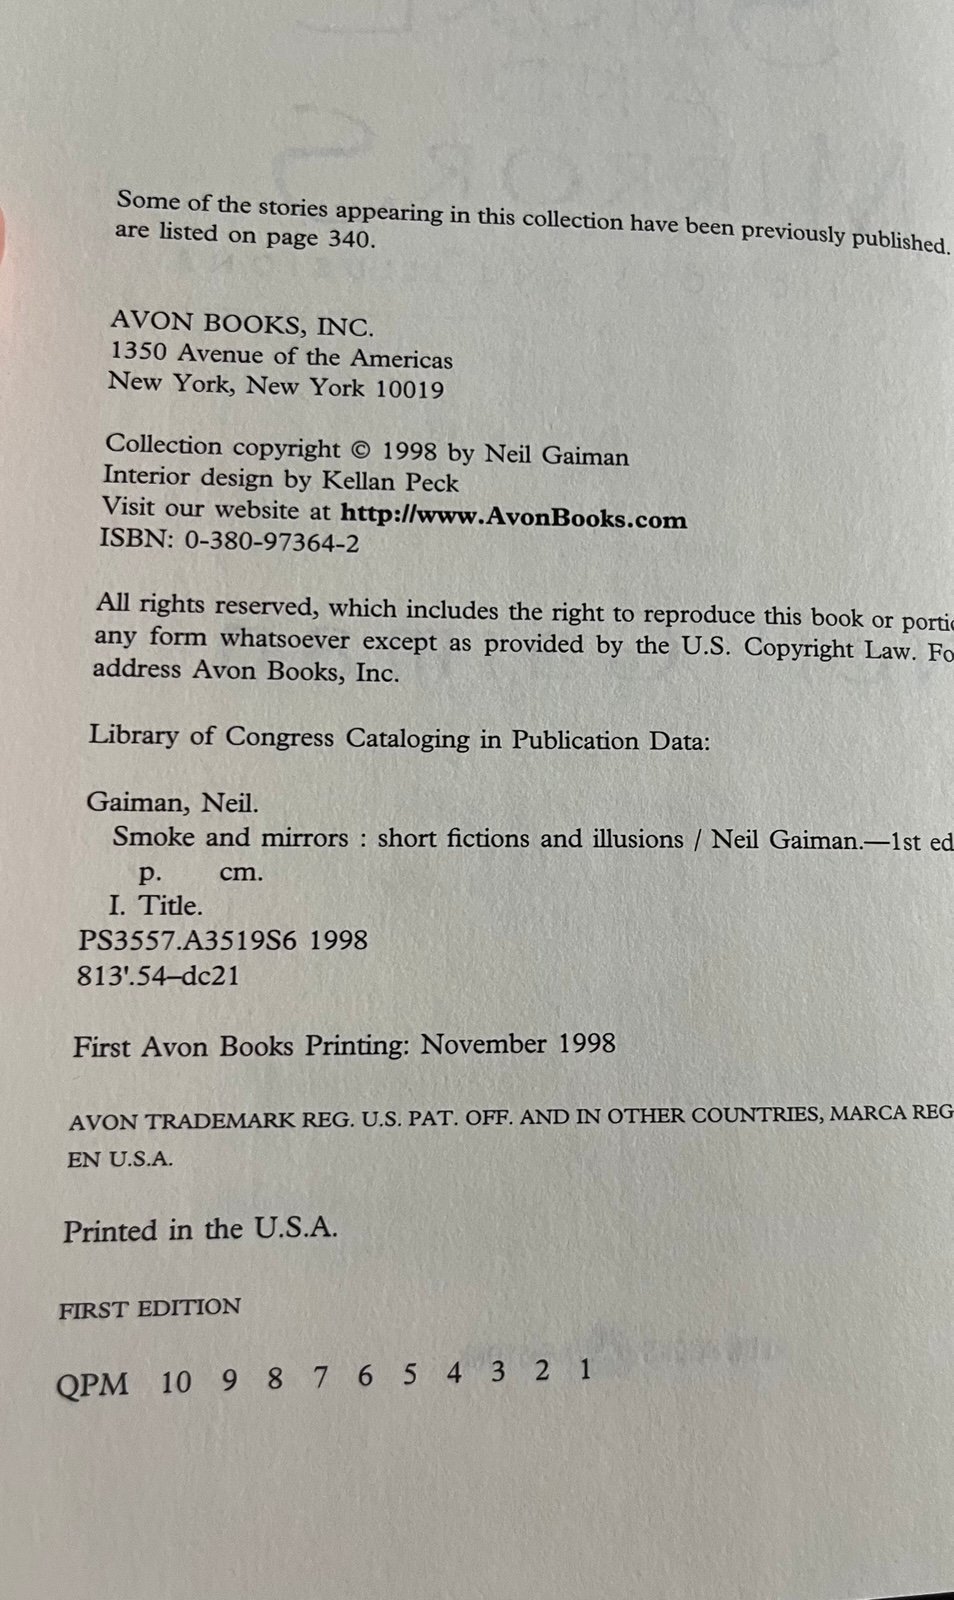 Some of the stories appearing in this collection have been previously published.
are listed on page 340.
AVON BOOKS, INC.
1350 Avenue of the Americas
New York, New York 10019
Collection copyright © 1998 by Neil Gaiman
Interior design by Kellan Peck
Visit our website at http://www.AvonBooks.com
ISBN: 0-380-97364-2
All rights reserved, which includes the right to reproduce this book or portio
any form whatsoever except as provided by the U.S. Copyright Law. Fo
address Avon Books, Inc.
Library of Congress Cataloging in Publication Data:
Gaiman, Neil.
Smoke and mirrors : short fictions and illusions / Neil Gaiman.—1st ed
p. cm.
I. Title.
PS3557.A3519S6 1998
813'.54–dc21
First Avon Books Printing: November 1998
AVON TRADEMARK REG. U.S. PAT. OFF. AND IN OTHER COUNTRIES, MARCA REG
EN U.S.A.
Printed in the U.S.A.
FIRST EDITION
QPM 10 9 8 7 6 5 4 3 2 1